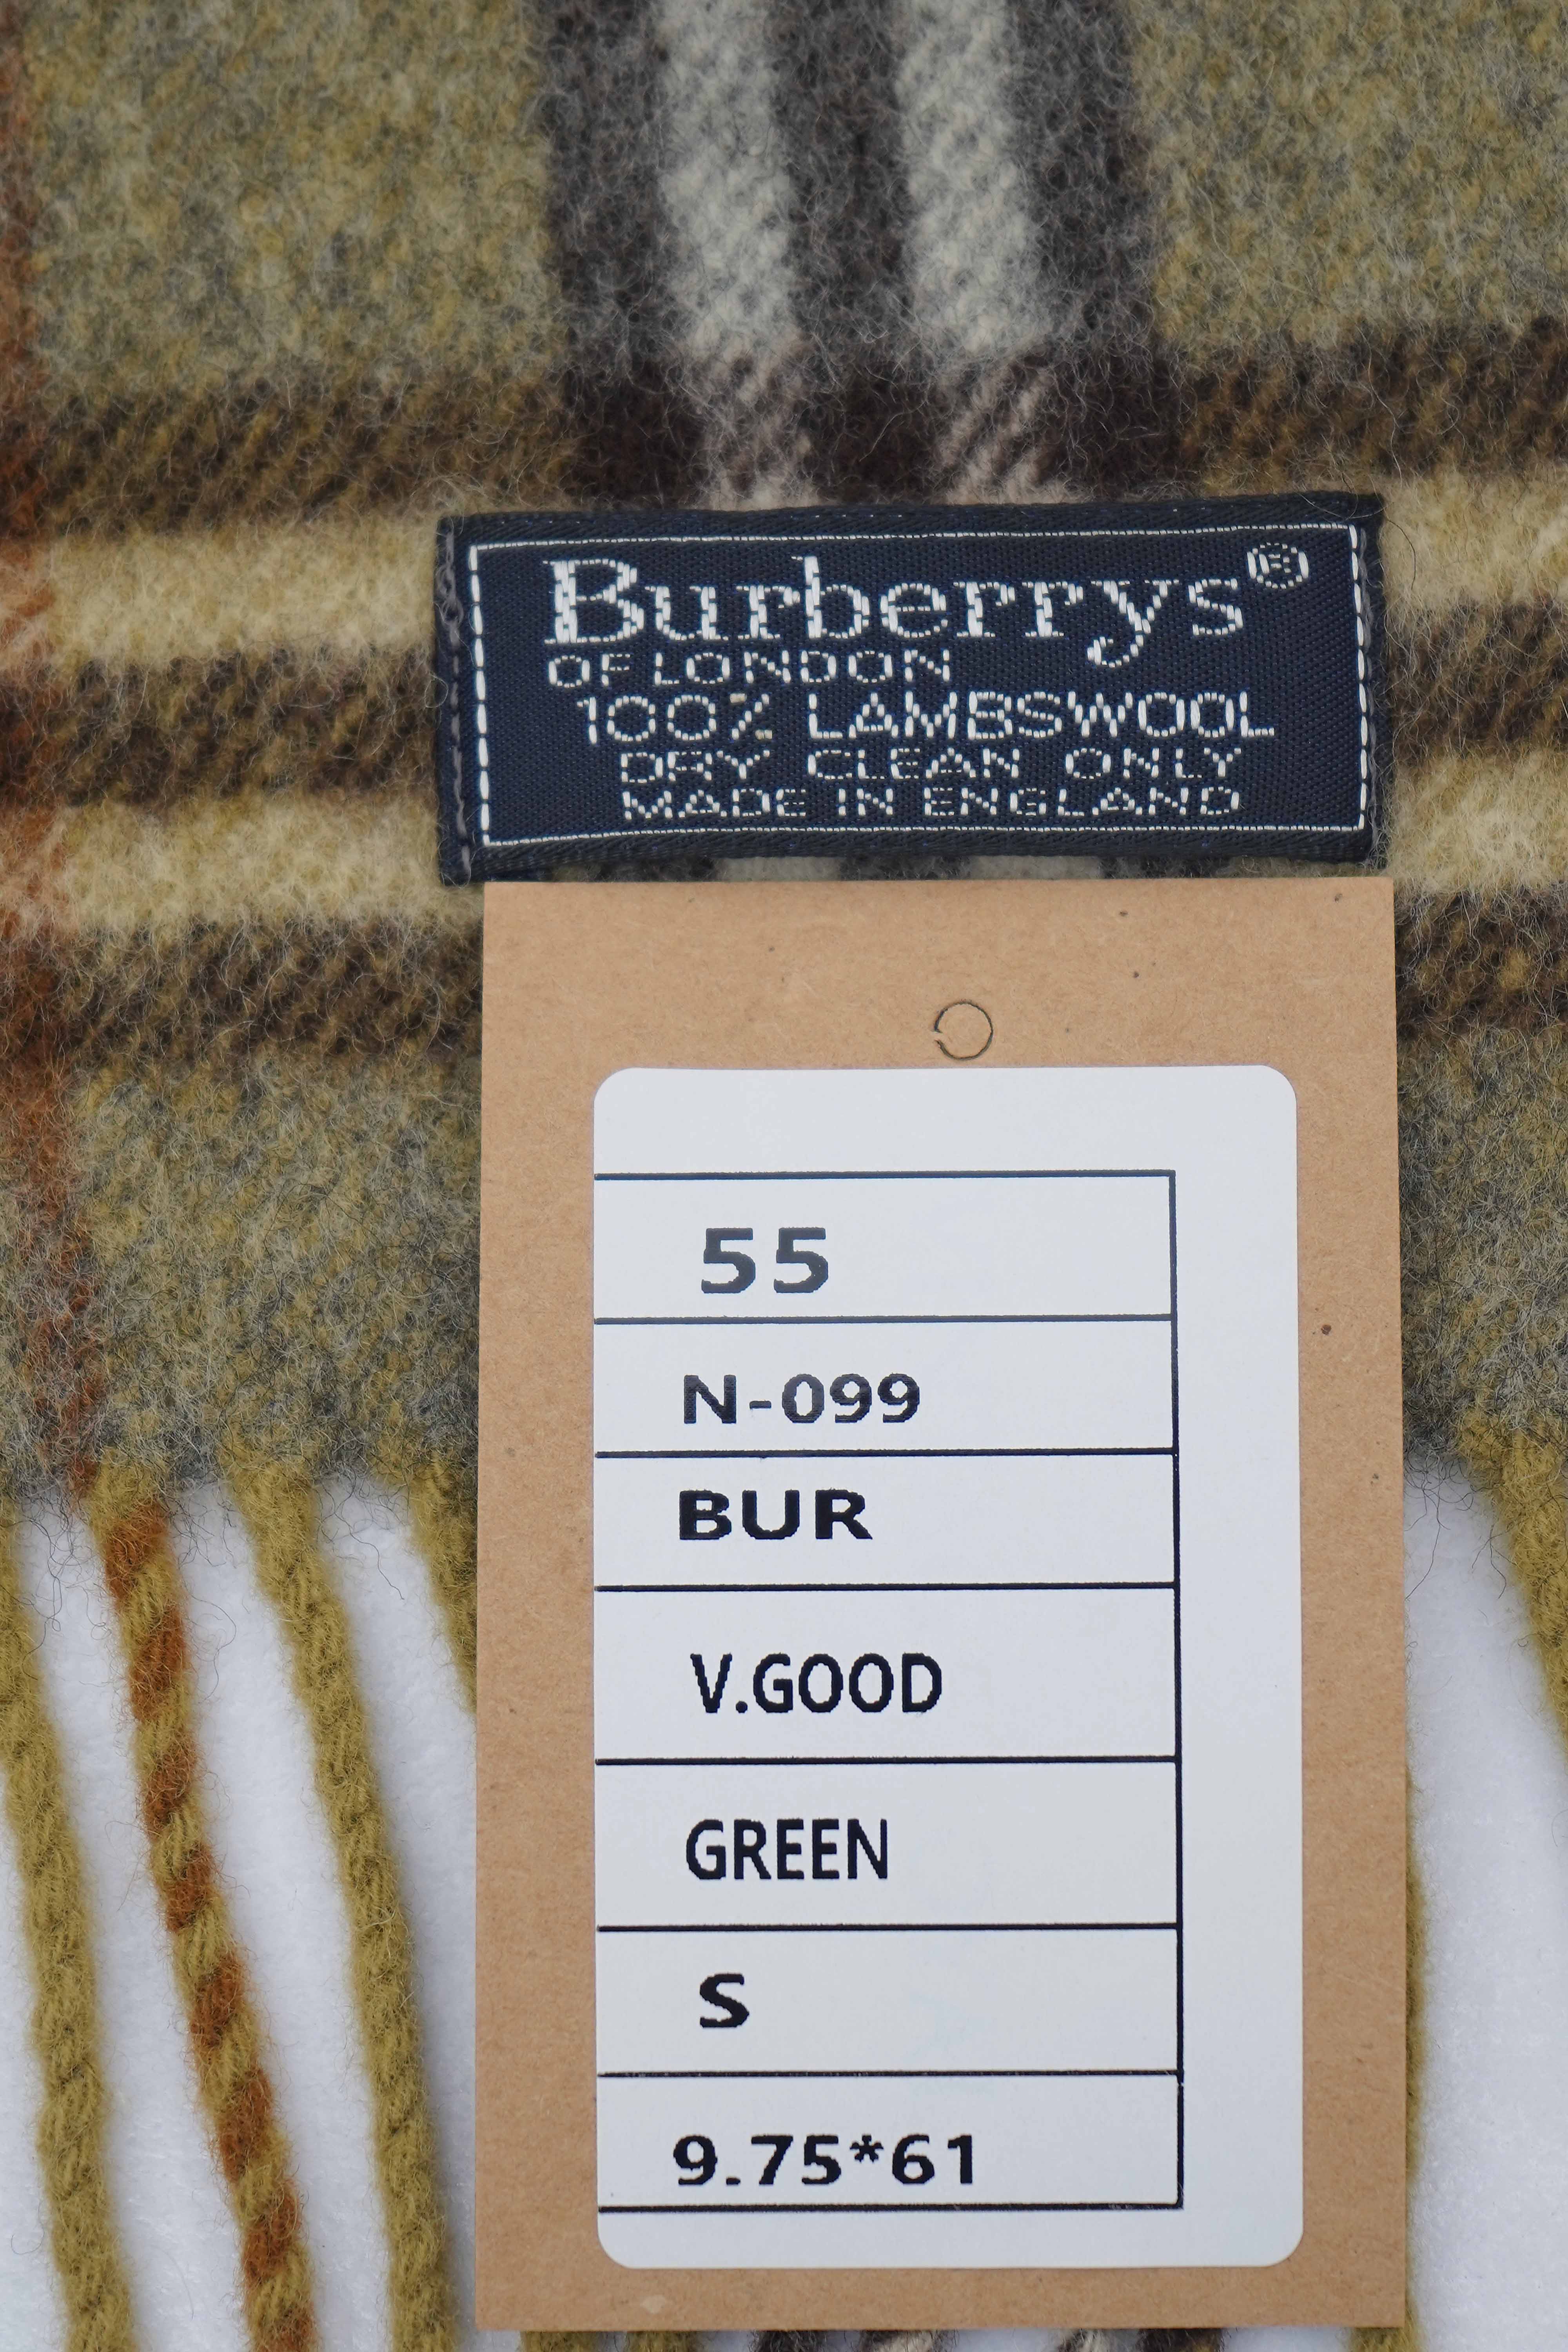 Burberrys®
OF LONDON
100% LAMBSWOOL
DRY CLEAN ONLY
MADE IN ENGLAND
55
N-099
BUR
V.GOOD
GREEN
S
9.75*61